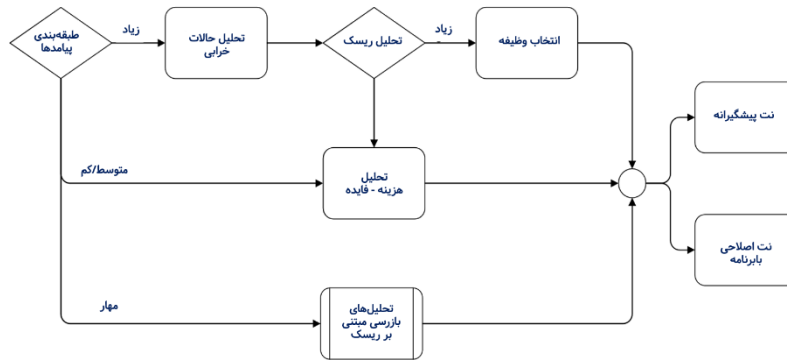 طبقه‌بندی
پیامدها
زیاد
تحلیل حالات
خرابی
تحلیل ریسک
زیاد
انتخاب وظیفه
نت پیشگیرانه
متوسط/کم
تحلیل
هزینه - فایده
نت اصلاحی
بابرنامه
مهار
تحلیل‌های
بازرسی مبتنی
بر ریسک